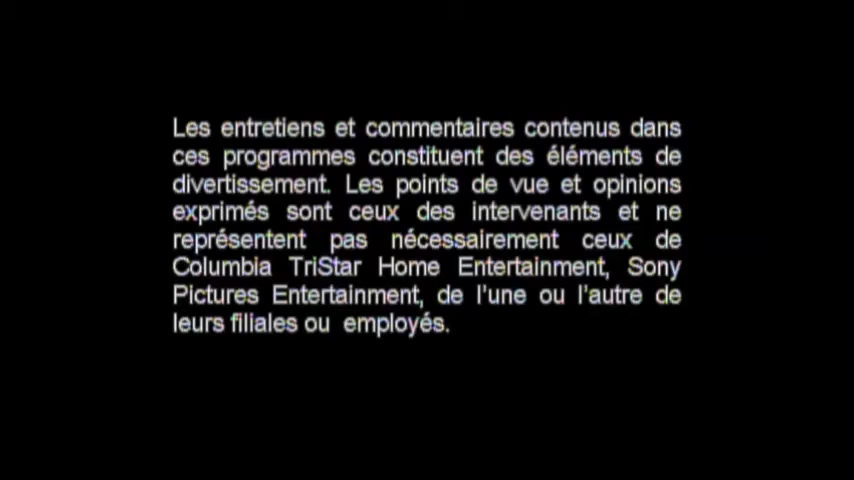 Les entretiens et commentaires contenus dans
ces programmes constituent des éléments de
divertissement. Les points de vue et opinions
exprimés sont ceux des intervenants et ne
représentent pas nécessairement ceux de
Columbia TriStar Home Entertainment, Sony
Pictures Entertainment, de l'une ou l'autre de
leurs filiales ou employés.